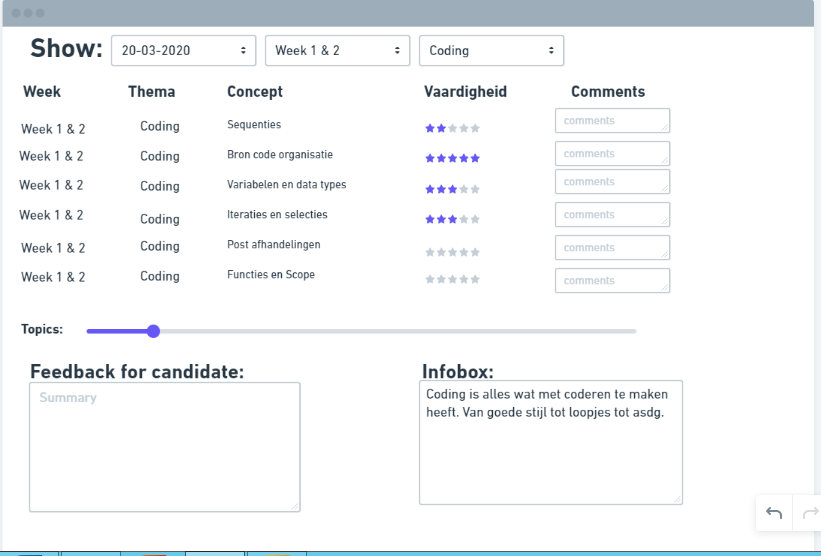 Show: 20-03-2020 Week 1 & 2 Coding
Week Thema Concept Vaardigheid Comments
Week 1 & 2 Coding Sequenties comments
Week 1 & 2 Coding Bron code organisatie comments
Week 1 & 2 Coding Variabelen en data types comments
Week 1 & 2 Coding Iteraties en selecties comments
Week 1 & 2 Coding Post afhandelingen comments
Week 1 & 2 Coding Functies en Scope comments
Topics:
Feedback for candidate:
Summary
Infobox:
Coding is alles wat met coderen te maken
heeft. Van goede stijl tot loopjes tot asdg.